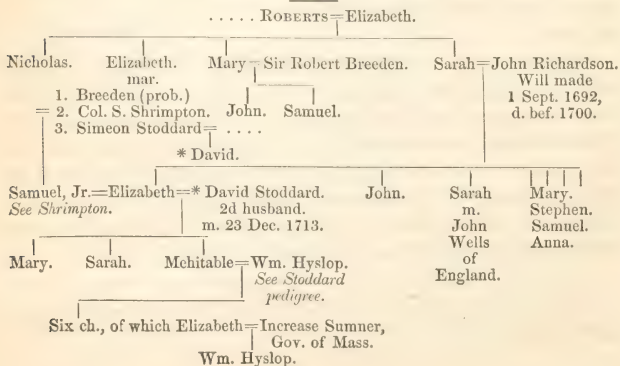 . . . . . ROBERTS=Elizabeth.
Nicholas. Elizabeth. Mary=Sir Robert Breeden. Sarah=John Richardson.
mar. Will made
1. Breeden (prob.) 1 Sept. 1692,
= 2. Col. S. Shrimpton. John. Samuel. d. bef. 1700.
3. Simeon Stoddard= . . . .
* David.
Samuel, Jr.=Elizabeth=* David Stoddard. John. Sarah Mary.
See Shrimpton. 2d husband. m. Stephen.
m. 23 Dec. 1713. John Samuel.
Wells Anna.
Mary. Sarah. Mehitable=Wm. Hyslop. of
See Stoddard England.
pedigree.
Six ch., of which Elizabeth=Increase Sumner,
Gov. of Mass.
Wm. Hyslop.